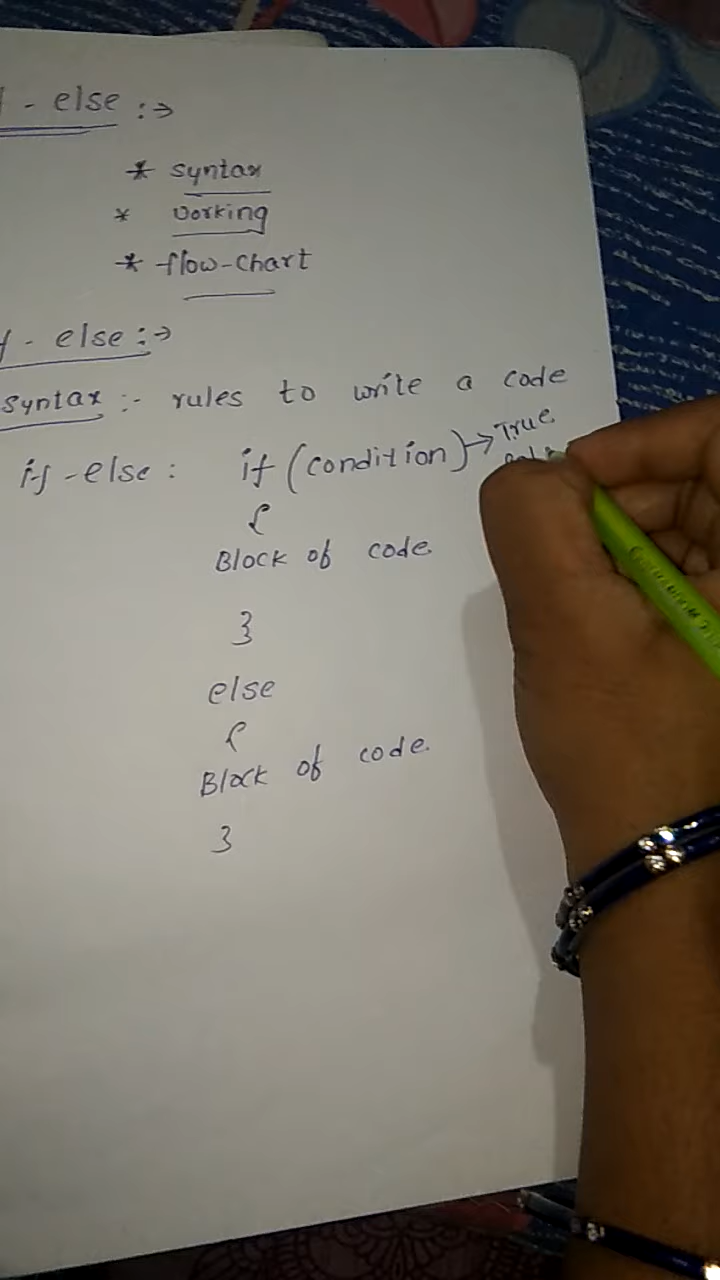 - else :→
* syntax
* working
* flow-chart
- else :→
syntax :- rules to write a code
if -else : if (condition) → True
{
Block of code.
}
else
{
Block of code.
}